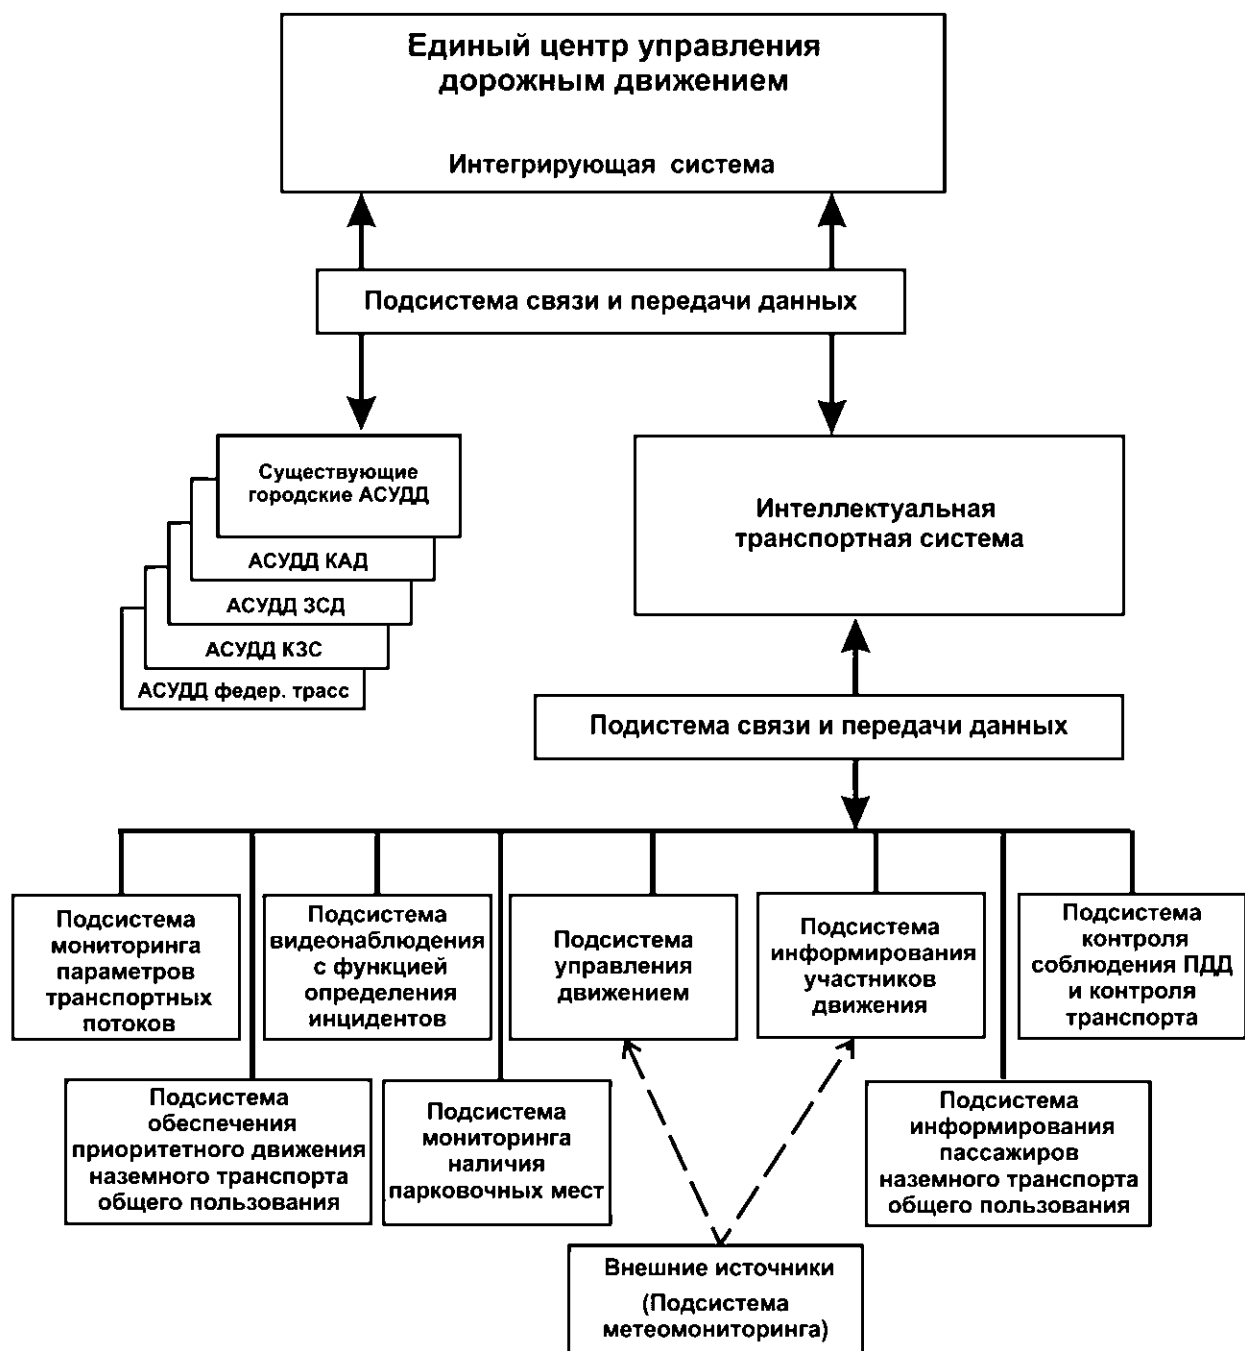 Единый центр управления
дорожным движением
Интегрирующая система
Подсистема связи и передачи данных
Существующие
городские АСУДД
АСУДД КАД
АСУДД ЗСД
АСУДД КЗС
АСУДД федер. трасс
Интеллектуальная
транспортная система
Подистема связи и передачи данных
Подсистема
мониторинга
параметров
транспортных
потоков
Подсистема
видеонаблюдения
с функцией
определения
инцидентов
Подсистема
управления
движением
Подсистема
информирования
участников
движения
Подсистема
контроля
соблюдения ПДД
и контроля
транспорта
Подсистема
обеспечения
приоритетного движения
наземного транспорта
общего пользования
Подсистема
мониторинга
наличия
парковочных мест
Подсистема
информирования
пассажиров
наземного транспорта
общего пользования
Внешние источники
(Подсистема
метеомониторинга)